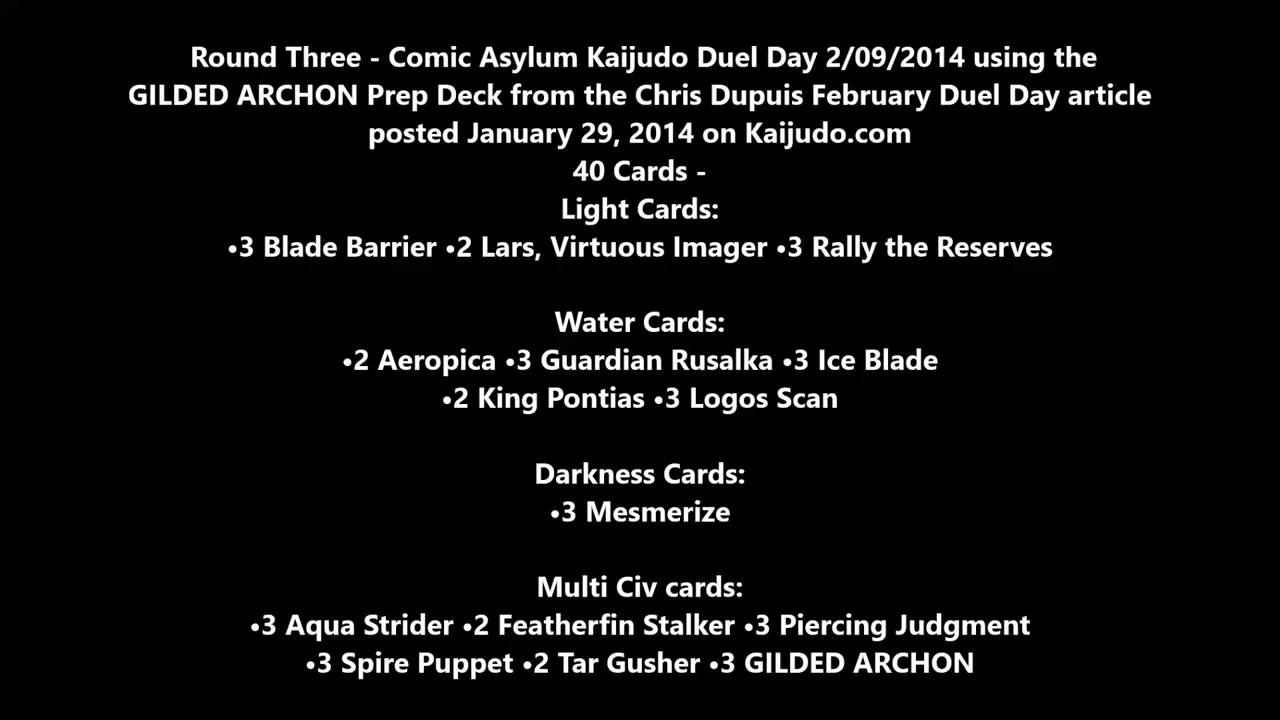 Round Three - Comic Asylum Kaijudo Duel Day 2/09/2014 using the
GILDED ARCHON Prep Deck from the Chris Dupuis February Duel Day article
posted January 29, 2014 on Kaijudo.com
40 Cards -
Light Cards:
•3 Blade Barrier •2 Lars, Virtuous Imager •3 Rally the Reserves
Water Cards:
•2 Aeropica •3 Guardian Rusalka •3 Ice Blade
•2 King Pontias •3 Logos Scan
Darkness Cards:
•3 Mesmerize
Multi Civ cards:
•3 Aqua Strider •2 Featherfin Stalker •3 Piercing Judgment
•3 Spire Puppet •2 Tar Gusher •3 GILDED ARCHON